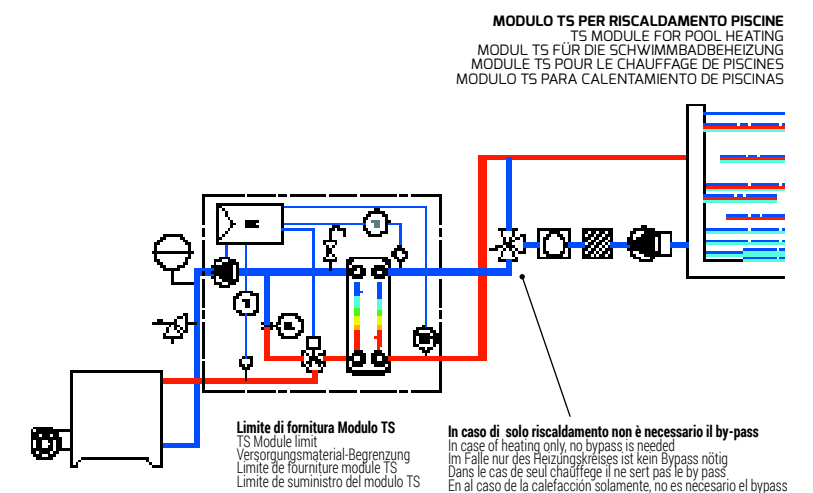 MODULO TS PER RISCALDAMENTO PISCINE
TS MODULE FOR POOL HEATING
MODUL TS FÜR DIE SCHWIMMBADBEHEIZUNG
MODULE TS POUR LE CHAUFFAGE DE PISCINES
MODULO TS PARA CALENTAMIENTO DE PISCINAS
Limite di fornitura Modulo TS
TS Module limit
Versorgungsmaterial-Begrenzung
Limite de fourniture module TS
Limite de suministro del modulo TS
In caso di solo riscaldamento non è necessario il by-pass
In case of heating only, no bypass is needed
Im Falle nur des Heizungskreises ist kein Bypass nötig
Dans le cas de seul chauffege il ne sert pas le by pass
En al caso de la calefacción solamente, no es necesario el bypass